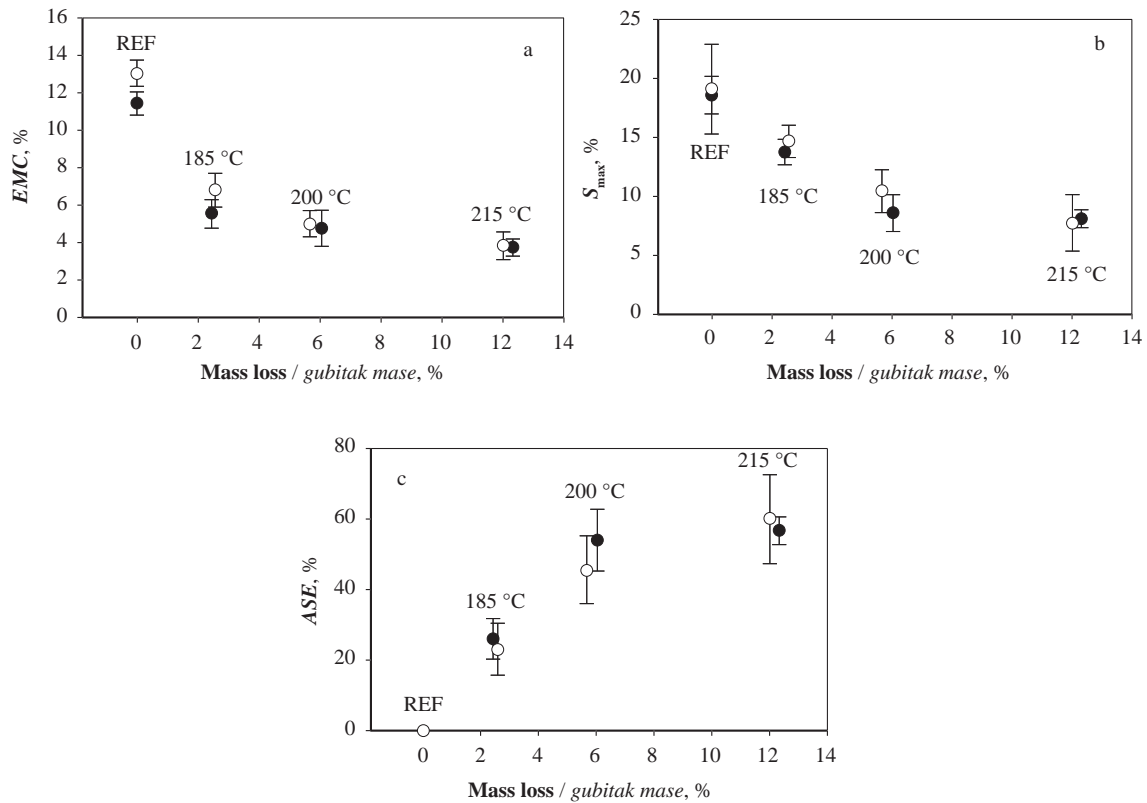 16
14
12
10
8
6
4
2
0
EMC, %
a
REF
185 °C
200 °C
215 °C
0 2 4 6 8 10 12 14
Mass loss / gubitak mase, %
25
20
15
10
5
0
Smax, %
b
REF
185 °C
200 °C
215 °C
0 2 4 6 8 10 12 14
Mass loss / gubitak mase, %
80
60
40
20
0
ASE, %
c
REF
185 °C
200 °C
215 °C
0 2 4 6 8 10 12 14
Mass loss / gubitak mase, %